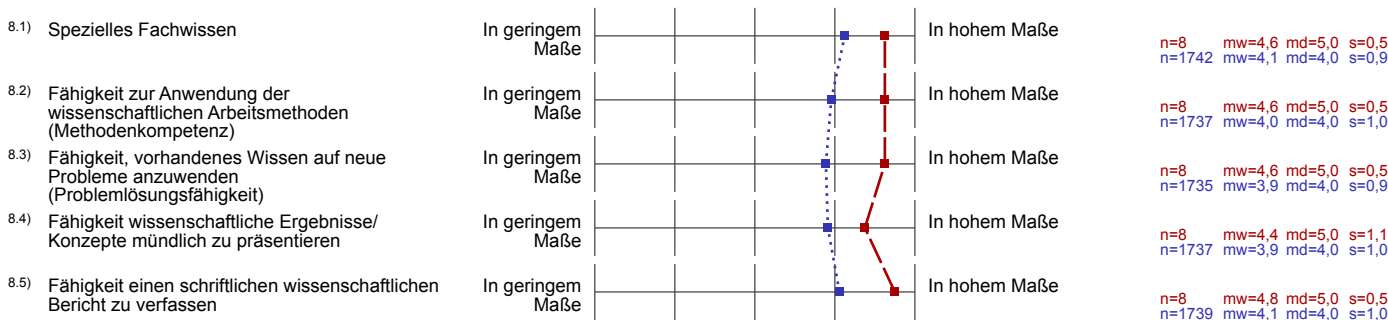 8.1) Spezielles Fachwissen In geringem Maße In hohem Maße
n=8 mw=4,6 md=5,0 s=0,5
n=1742 mw=4,1 md=4,0 s=0,9
8.2) Fähigkeit zur Anwendung der
wissenschaftlichen Arbeitsmethoden
(Methodenkompetenz)
In geringem
Maße
In hohem Maße
n=8 mw=4,6 md=5,0 s=0,5
n=1737 mw=4,0 md=4,0 s=1,0
8.3) Fähigkeit, vorhandenes Wissen auf neue
Probleme anzuwenden
(Problemlösungsfähigkeit)
In geringem
Maße
In hohem Maße
n=8 mw=4,6 md=5,0 s=0,5
n=1735 mw=3,9 md=4,0 s=0,9
8.4) Fähigkeit wissenschaftliche Ergebnisse/
Konzepte mündlich zu präsentieren
In geringem
Maße
In hohem Maße
n=8 mw=4,4 md=5,0 s=1,1
n=1737 mw=3,9 md=4,0 s=1,0
8.5) Fähigkeit einen schriftlichen wissenschaftlichen
Bericht zu verfassen
In geringem
Maße
In hohem Maße
n=8 mw=4,8 md=5,0 s=0,5
n=1739 mw=4,1 md=4,0 s=1,0